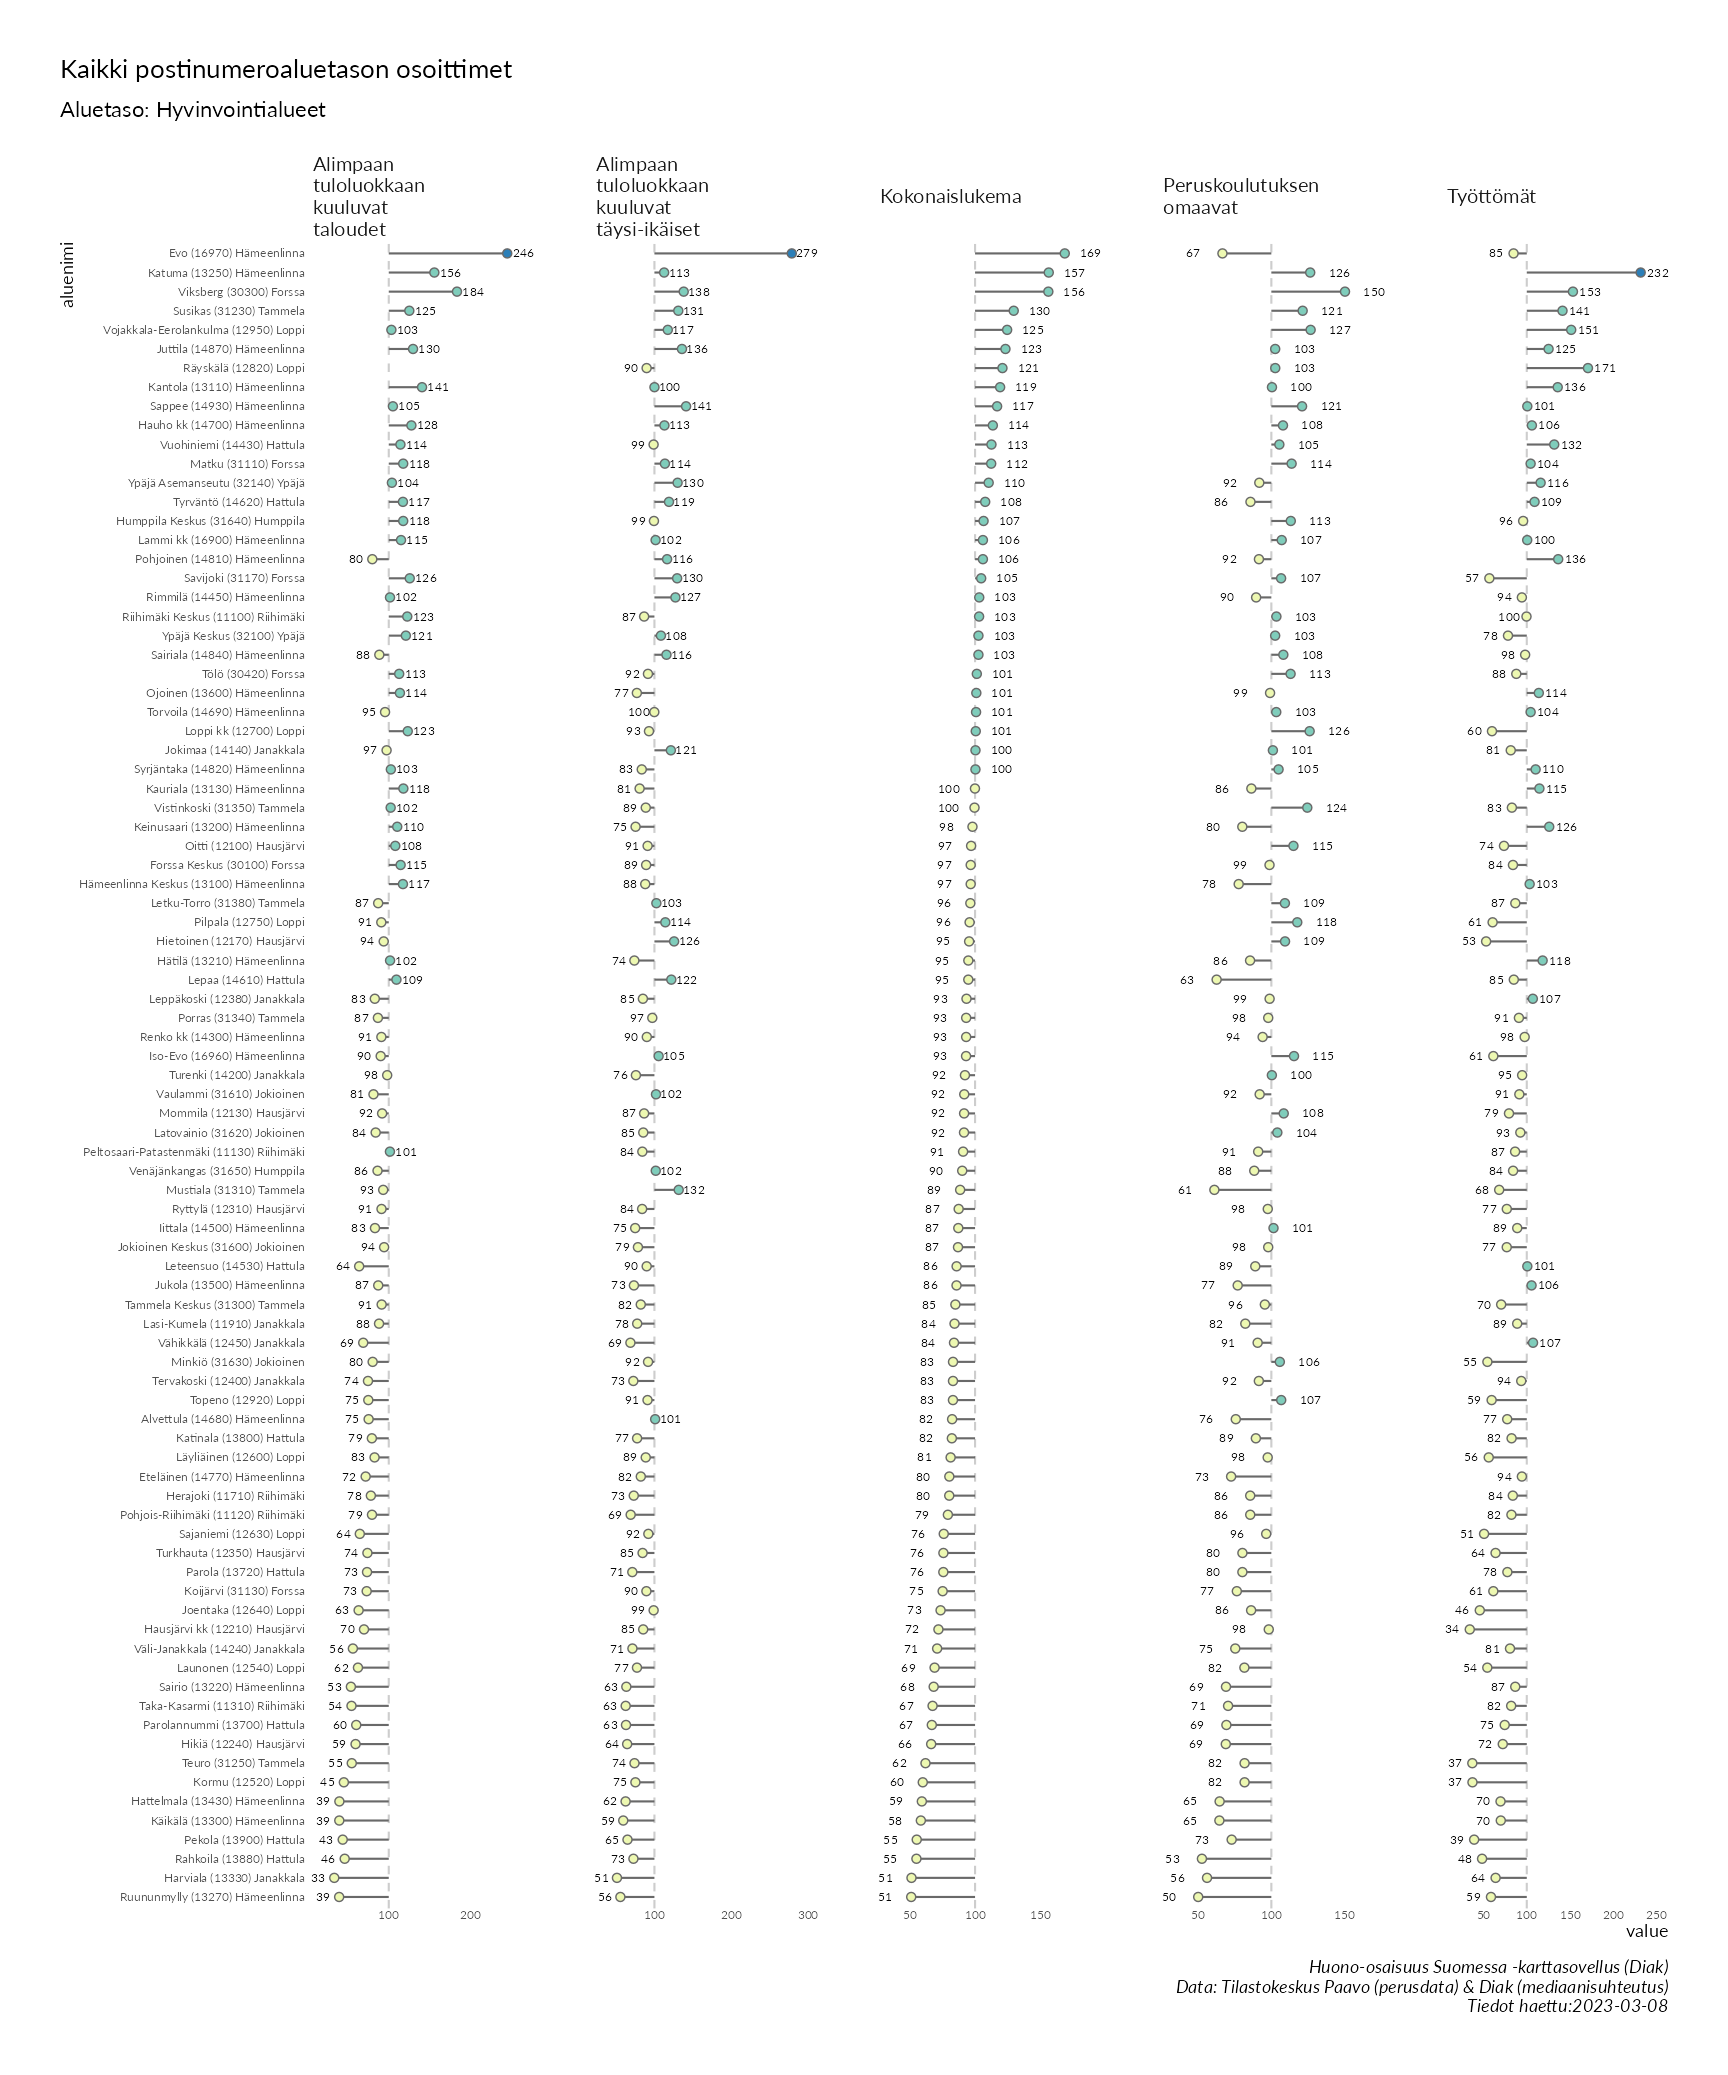 Kaikki postinumeroaluetason osoittimet
Aluetaso: Hyvinvointialueet
Alimpaan tuloluokkaan kuuluvat taloudet
Alimpaan tuloluokkaan kuuluvat täysi-ikäiset
Kokonaislukema
Peruskoulutuksen omaavat
Työttömät
aluenimi
Evo (16970) Hämeenlinna 246 279 169 67 85
Katuma (13250) Hämeenlinna 156 113 157 126 232
Viksberg (30300) Forssa 184 138 156 150 153
Susikas (31230) Tammela 125 131 130 121 141
Vojakkala-Eerolankulma (12950) Loppi 103 117 125 127 151
Juttila (14870) Hämeenlinna 130 136 123 103 125
Räyskälä (12820) Loppi 90 121 103 171
Kantola (13110) Hämeenlinna 141 100 119 100 136
Sappee (14930) Hämeenlinna 105 141 117 121 101
Hauho kk (14700) Hämeenlinna 128 113 114 108 106
Vuohiniemi (14430) Hattula 114 99 113 105 132
Matku (31110) Forssa 118 114 112 114 104
Ypäjä Asemanseutu (32140) Ypäjä 104 130 110 92 116
Tyrväntö (14620) Hattula 117 119 108 86 109
Humppila Keskus (31640) Humppila 118 99 107 113 96
Lammi kk (16900) Hämeenlinna 115 102 106 107 100
Pohjoinen (14810) Hämeenlinna 80 116 106 92 136
Savijoki (31170) Forssa 126 130 105 107 57
Rimmilä (14450) Hämeenlinna 102 127 103 90 94
Riihimäki Keskus (11100) Riihimäki 123 87 103 103 100
Ypäjä Keskus (32100) Ypäjä 121 108 103 103 78
Sairiala (14840) Hämeenlinna 88 116 103 108 98
Tölö (30420) Forssa 113 92 101 113 88
Ojoinen (13600) Hämeenlinna 114 77 101 99 114
Torvoila (14690) Hämeenlinna 95 100 101 103 104
Loppi kk (12700) Loppi 123 93 101 126 60
Jokimaa (14140) Janakkala 97 121 100 101 81
Syrjäntaka (14820) Hämeenlinna 103 83 100 105 110
Kauriala (13130) Hämeenlinna 118 81 100 86 115
Vistinkoski (31350) Tammela 102 89 100 124 83
Keinusaari (13200) Hämeenlinna 110 75 98 80 126
Oitti (12100) Hausjärvi 108 91 97 115 74
Forssa Keskus (30100) Forssa 115 89 97 99 84
Hämeenlinna Keskus (13100) Hämeenlinna 117 88 97 78 103
Letku-Torro (31380) Tammela 87 103 96 109 87
Pilpala (12750) Loppi 91 114 96 118 61
Hietoinen (12170) Hausjärvi 94 126 95 109 53
Hätilä (13210) Hämeenlinna 102 74 95 86 118
Lepaa (14610) Hattula 109 122 95 63 85
Leppäkoski (12380) Janakkala 83 85 93 99 107
Porras (31340) Tammela 87 97 93 98 91
Renko kk (14300) Hämeenlinna 91 90 93 94 98
Iso-Evo (16960) Hämeenlinna 90 105 93 115 61
Turenki (14200) Janakkala 98 76 92 100 95
Vaulammi (31610) Jokioinen 81 102 92 92 91
Mommila (12130) Hausjärvi 92 87 92 108 79
Latovainio (31620) Jokioinen 84 85 92 104 93
Peltosaari-Patastenmäki (11130) Riihimäki 101 84 91 91 87
Venäjänkangas (31650) Humppila 86 102 90 88 84
Mustiala (31310) Tammela 93 132 89 61 68
Ryttylä (12310) Hausjärvi 91 84 87 98 77
Iittala (14500) Hämeenlinna 83 75 87 101 89
Jokioinen Keskus (31600) Jokioinen 94 79 87 98 77
Leteensuo (14530) Hattula 64 90 86 89 101
Jukola (13500) Hämeenlinna 87 73 86 77 106
Tammela Keskus (31300) Tammela 91 82 85 96 70
Lasi-Kumela (11910) Janakkala 88 78 84 82 89
Vähikkälä (12450) Janakkala 69 69 84 91 107
Minkiö (31630) Jokioinen 80 92 83 106 55
Tervakoski (12400) Janakkala 74 73 83 92 94
Topeno (12920) Loppi 75 91 83 107 59
Alvettula (14680) Hämeenlinna 75 101 82 76 77
Katinala (13800) Hattula 79 77 82 89 82
Läyliäinen (12600) Loppi 83 89 81 98 56
Eteläinen (14770) Hämeenlinna 72 82 80 73 94
Herajoki (11710) Riihimäki 78 73 80 86 84
Pohjois-Riihimäki (11120) Riihimäki 79 69 79 86 82
Sajaniemi (12630) Loppi 64 92 76 96 51
Turkhauta (12350) Hausjärvi 74 85 76 80 64
Parola (13720) Hattula 73 71 76 80 78
Koijärvi (31130) Forssa 73 90 75 77 61
Joentaka (12640) Loppi 63 99 73 86 46
Hausjärvi kk (12210) Hausjärvi 70 85 72 98 34
Väli-Janakkala (14240) Janakkala 56 71 71 75 81
Launonen (12540) Loppi 62 77 69 82 54
Sairio (13220) Hämeenlinna 53 63 68 69 87
Taka-Kasarmi (11310) Riihimäki 54 63 67 71 82
Parolannummi (13700) Hattula 60 63 67 69 75
Hikiä (12240) Hausjärvi 59 64 66 69 72
Teuro (31250) Tammela 55 74 62 82 37
Kormu (12520) Loppi 45 75 60 82 37
Hattelmala (13430) Hämeenlinna 39 62 59 65 70
Käikälä (13300) Hämeenlinna 39 59 58 65 70
Pekola (13900) Hattula 43 65 55 73 39
Rahkoila (13880) Hattula 46 73 55 53 48
Harviala (13330) Janakkala 33 51 51 56 64
Ruununmylly (13270) Hämeenlinna 39 56 51 50 59
100 200 100 200 300 50 100 150 50 100 150 50 100 150 200 250
value
Huono-osaisuus Suomessa -karttasovellus (Diak)
Data: Tilastokeskus Paavo (perusdata) & Diak (mediaanisuhteutus)
Tiedot haettu:2023-03-08